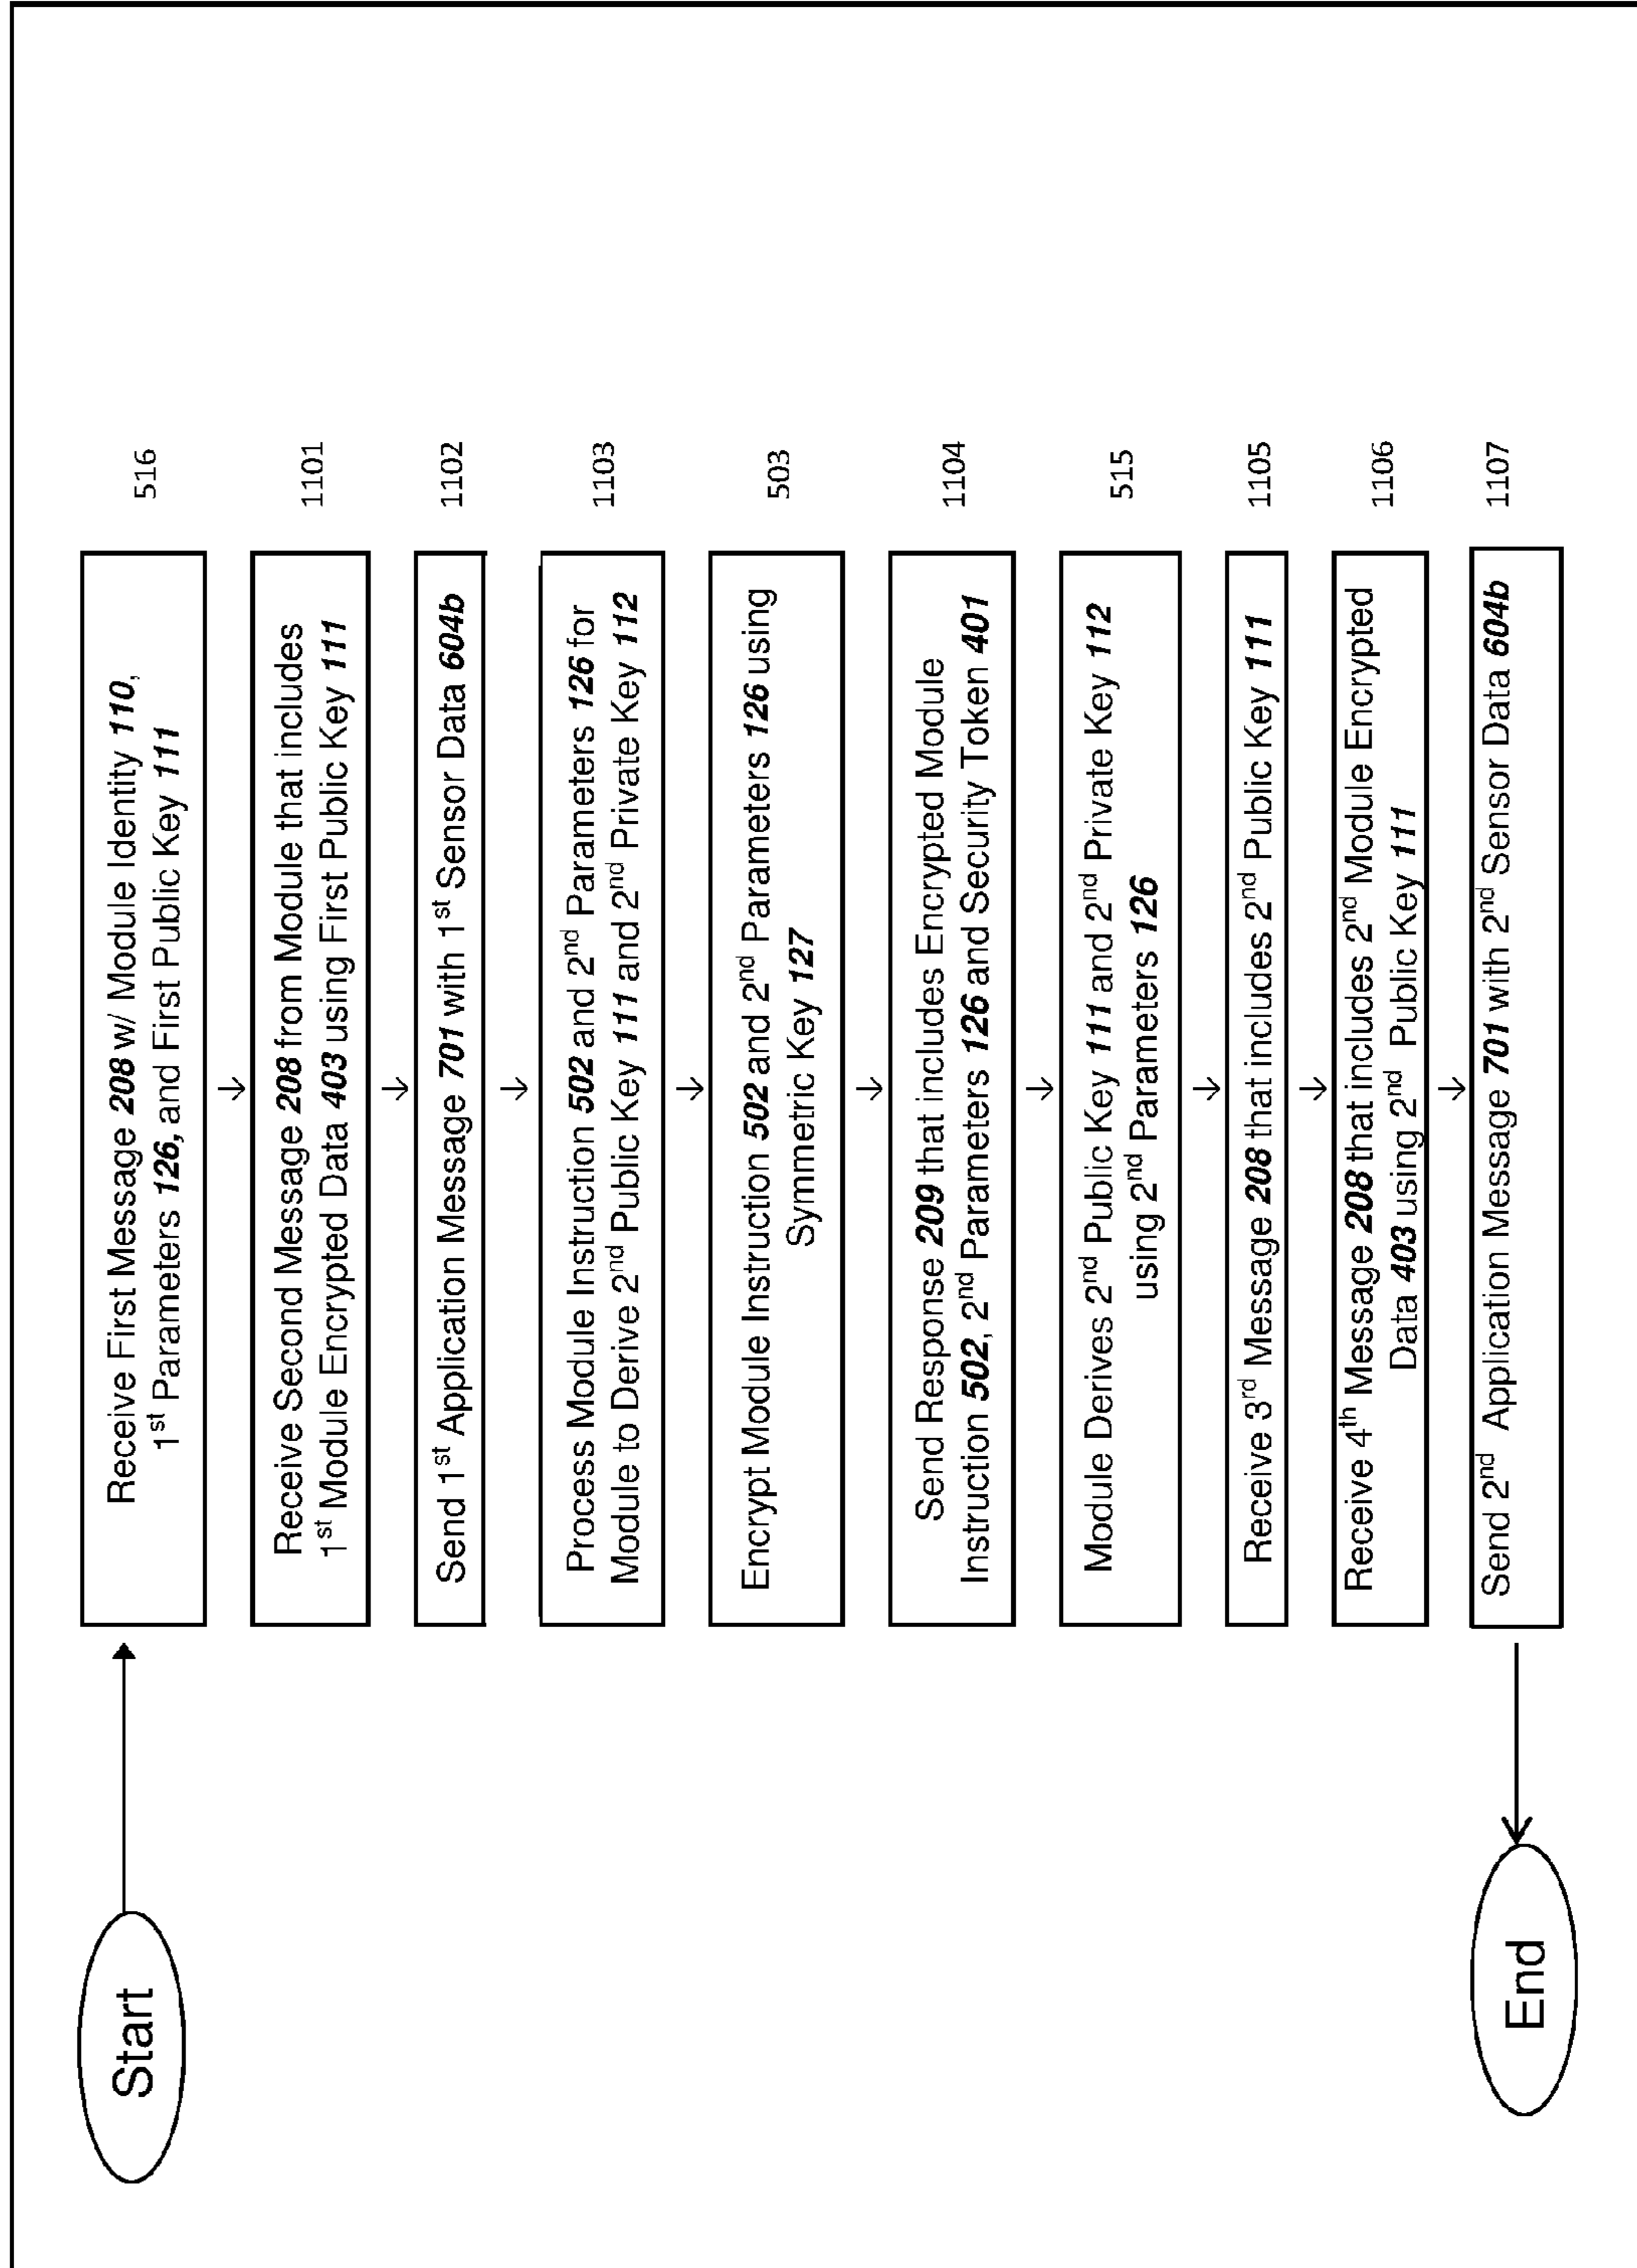 Start
Receive First Message 208 w/ Module Identity 110,
1st Parameters 126, and First Public Key 111
516
Receive Second Message 208 from Module that includes
1st Module Encrypted Data 403 using First Public Key 111
1101
Send 1st Application Message 701 with 1st Sensor Data 604b
1102
Process Module Instruction 502 and 2nd Parameters 126 for
Module to Derive 2nd Public Key 111 and 2nd Private Key 112
1103
Encrypt Module Instruction 502 and 2nd Parameters 126 using
Symmetric Key 127
503
Send Response 209 that includes Encrypted Module
Instruction 502, 2nd Parameters 126 and Security Token 401
1104
Module Derives 2nd Public Key 111 and 2nd Private Key 112
using 2nd Parameters 126
515
Receive 3rd Message 208 that includes 2nd Public Key 111
1105
Receive 4th Message 208 that includes 2nd Module Encrypted
Data 403 using 2nd Public Key 111
1106
Send 2nd Application Message 701 with 2nd Sensor Data 604b
1107
End